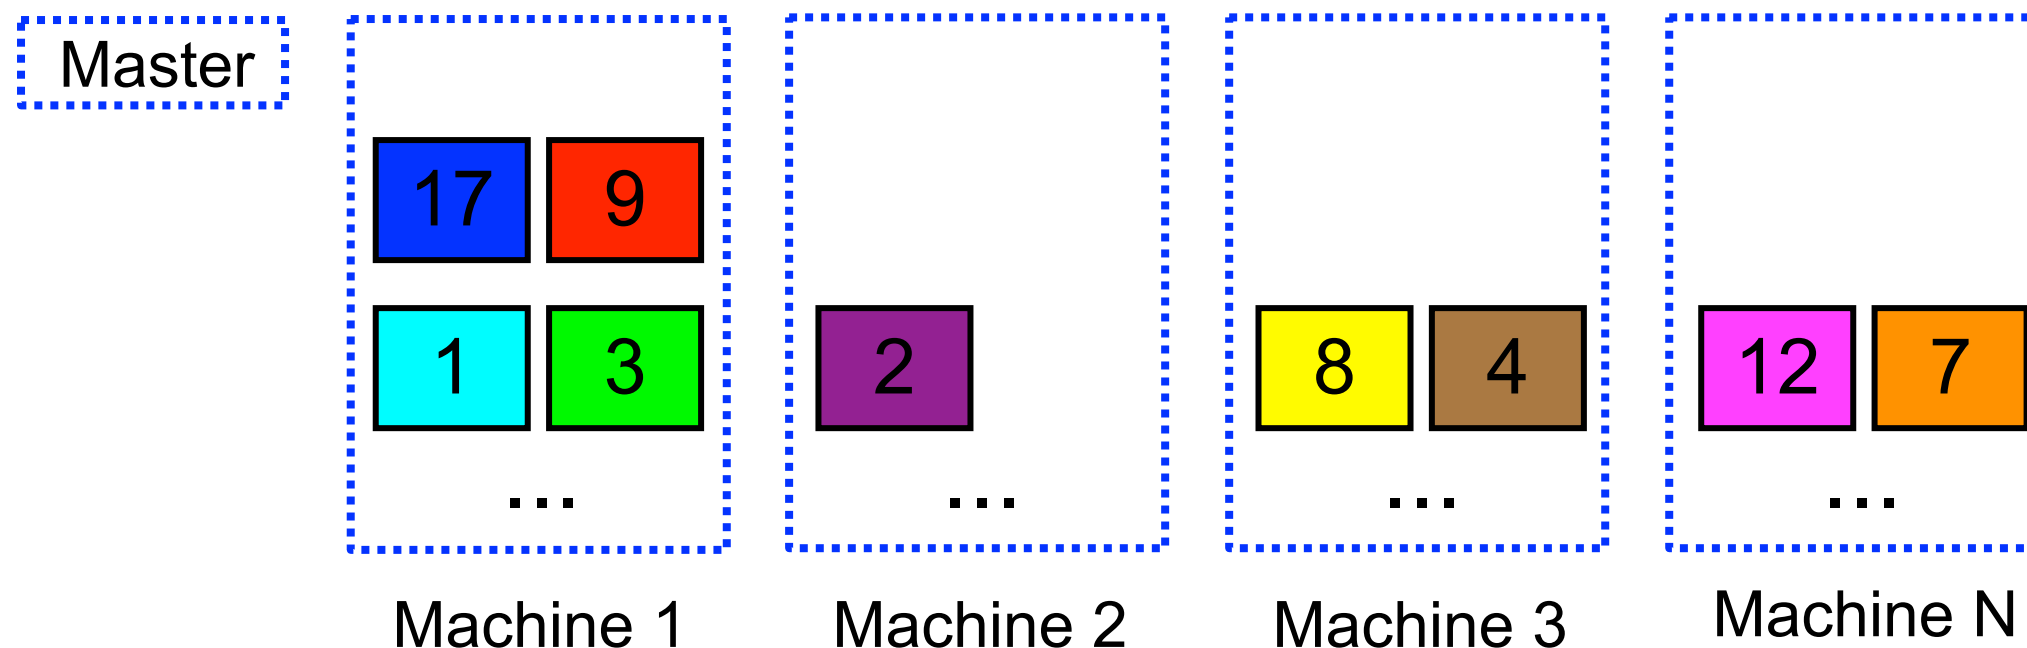 Master
17 9
1 3
2
8 4
12 7
...
...
...
...
Machine 1
Machine 2
Machine 3
Machine N